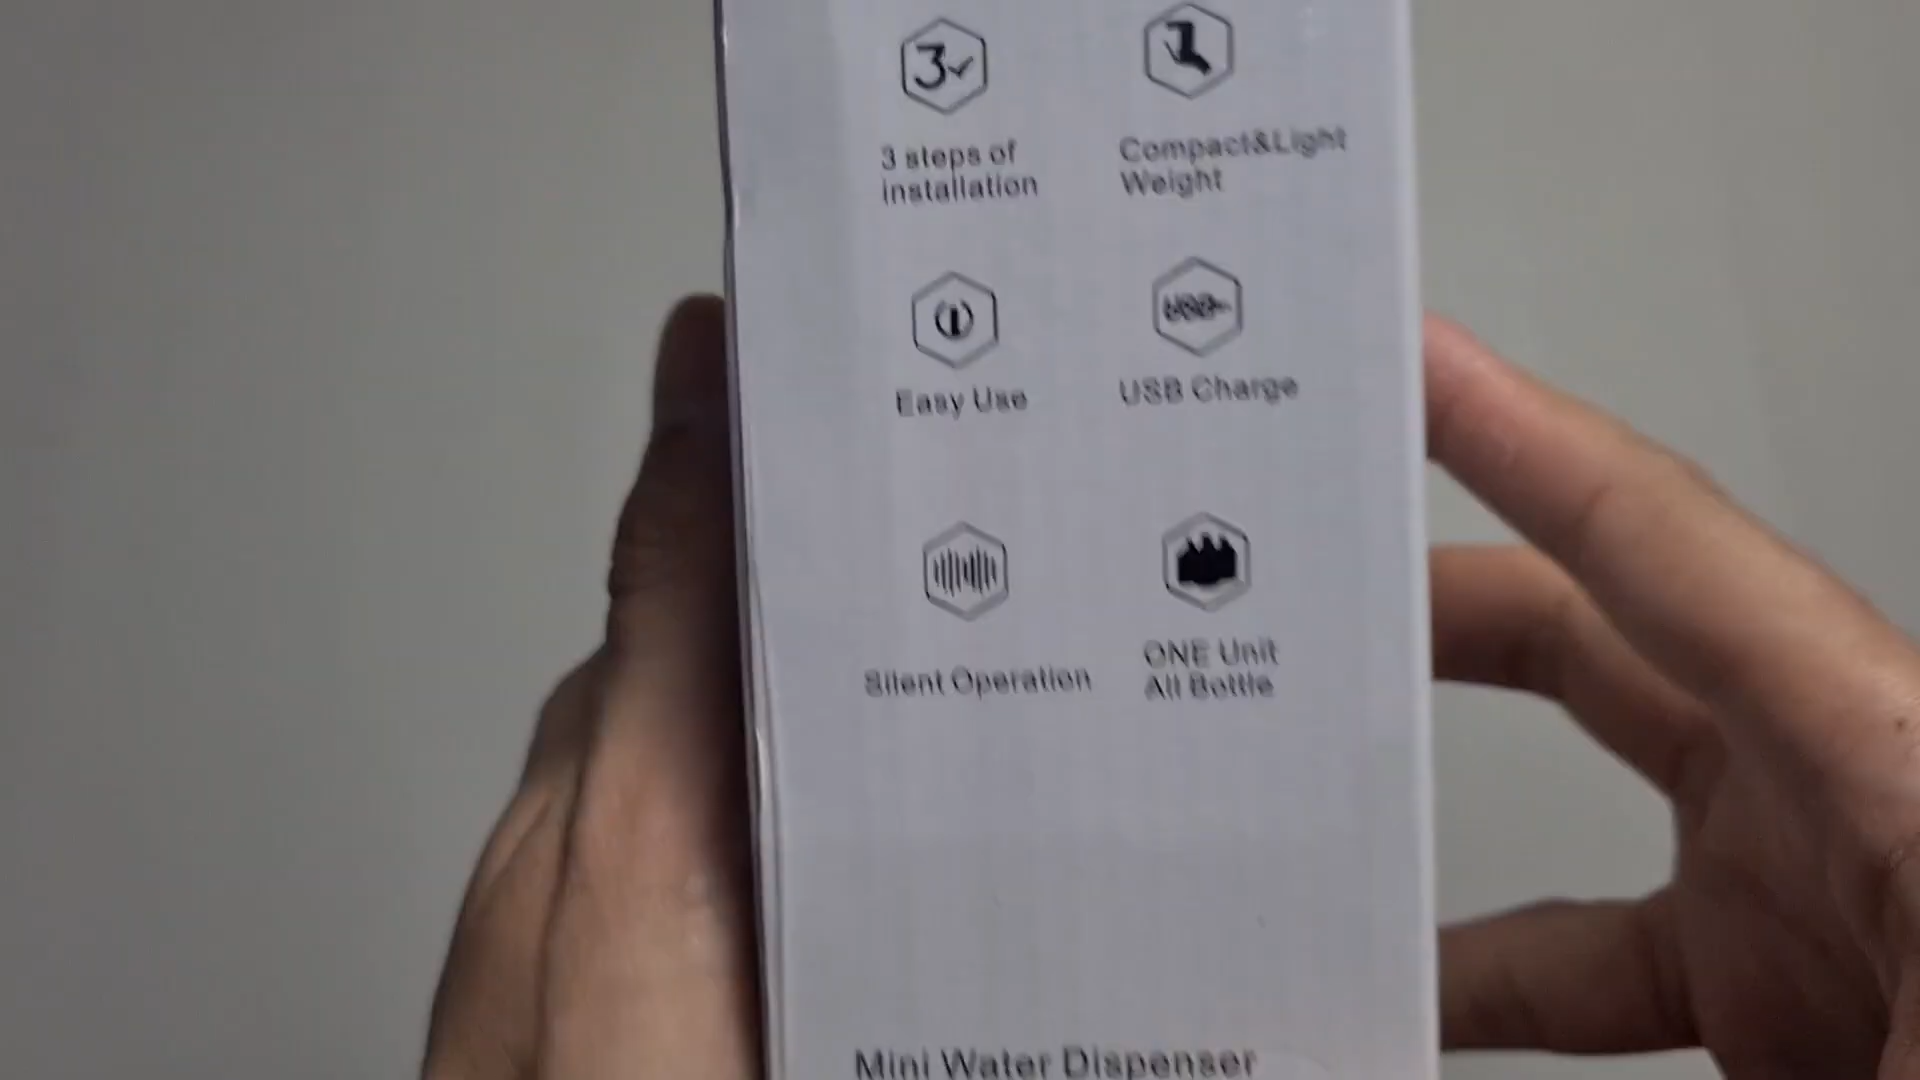 3
3 steps of
installation
Compact&Light
Weight
Easy Use
USB Charge
Silent Operation
ONE Unit
All Bottle
Mini Water Dispenser